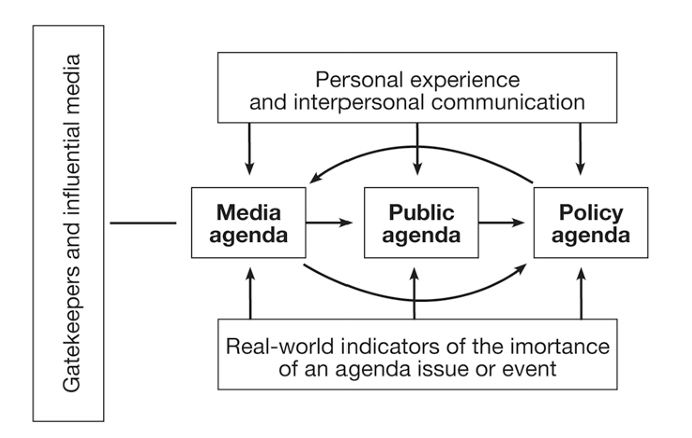 Gatekeepers and influential media
Personal experience
and interpersonal communication
Media
agenda
Public
agenda
Policy
agenda
Real-world indicators of the imortance
of an agenda issue or event